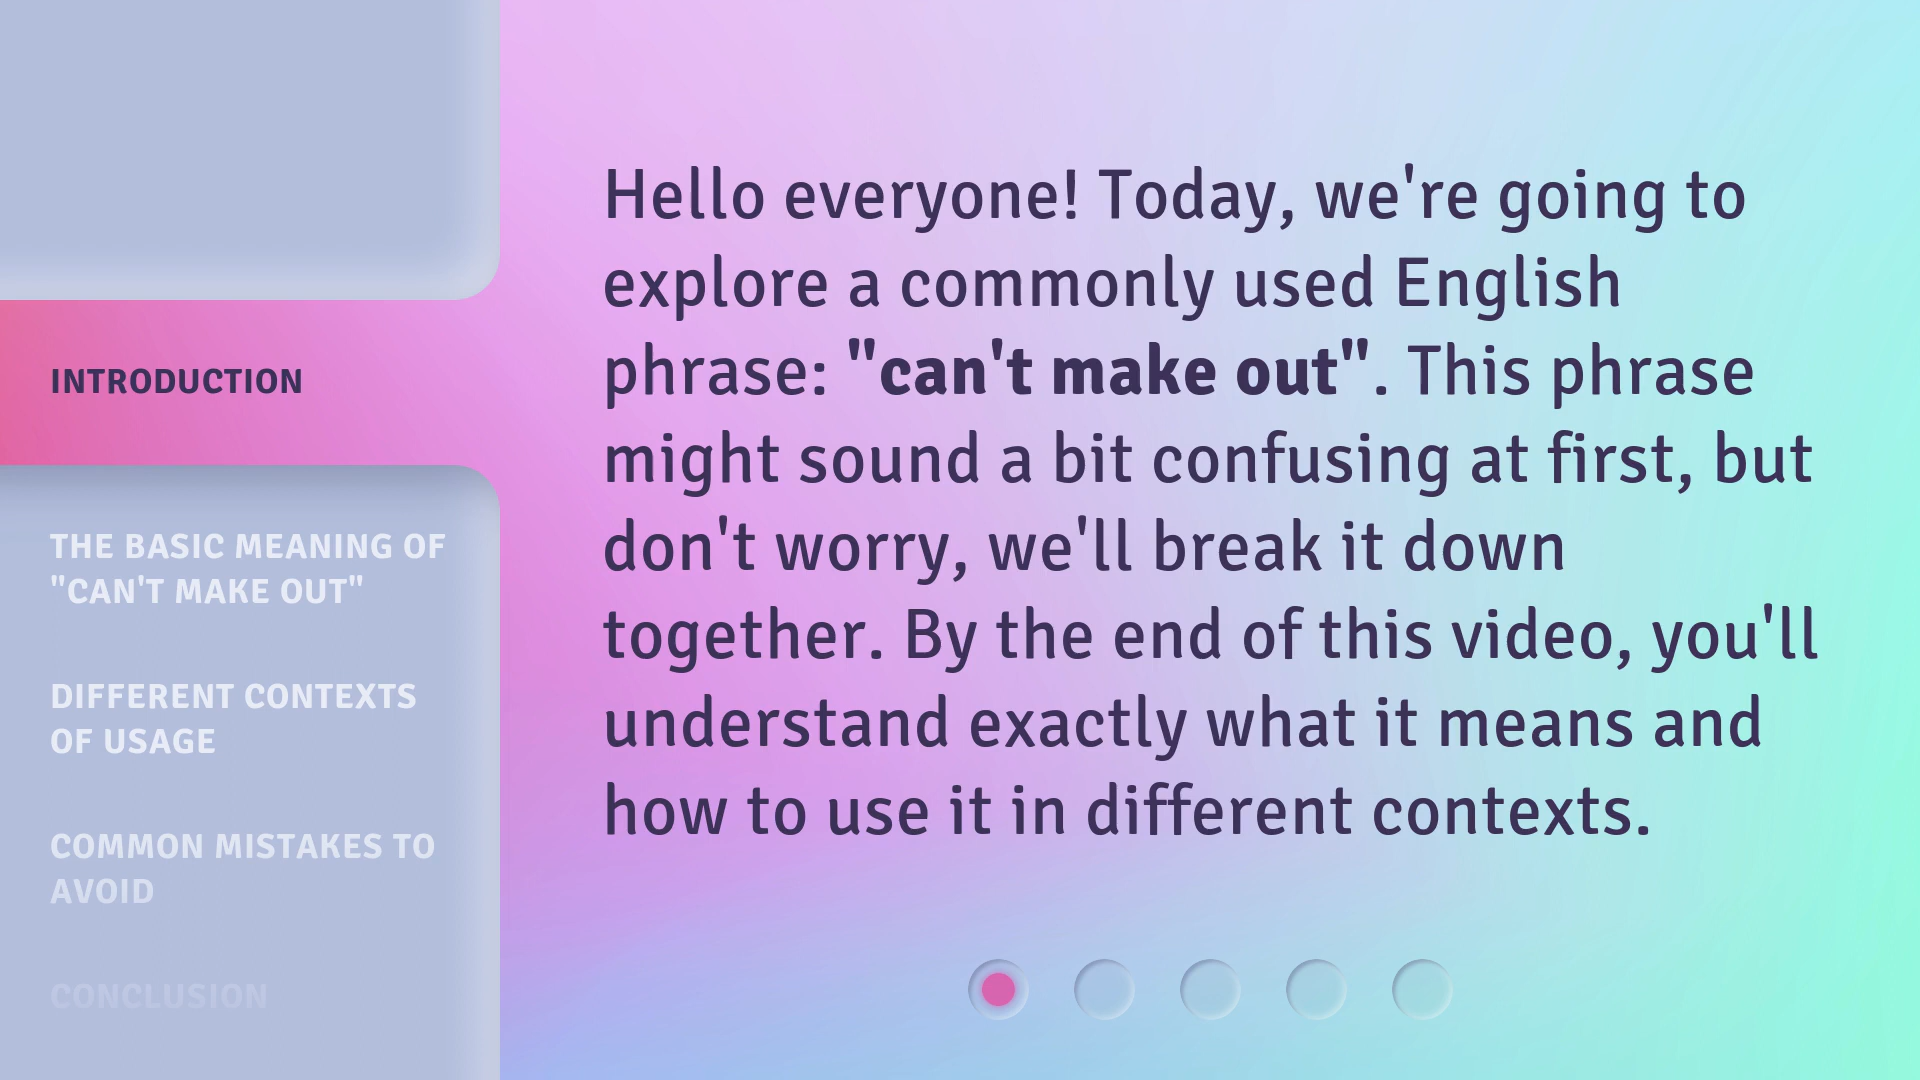 INTRODUCTION
THE BASIC MEANING OF
"CAN'T MAKE OUT"
DIFFERENT CONTEXTS
OF USAGE
COMMON MISTAKES TO
AVOID
CONCLUSION
Hello everyone! Today, we're going to
explore a commonly used English
phrase: "can't make out". This phrase
might sound a bit confusing at first, but
don't worry, we'll break it down
together. By the end of this video, you'll
understand exactly what it means and
how to use it in different contexts.